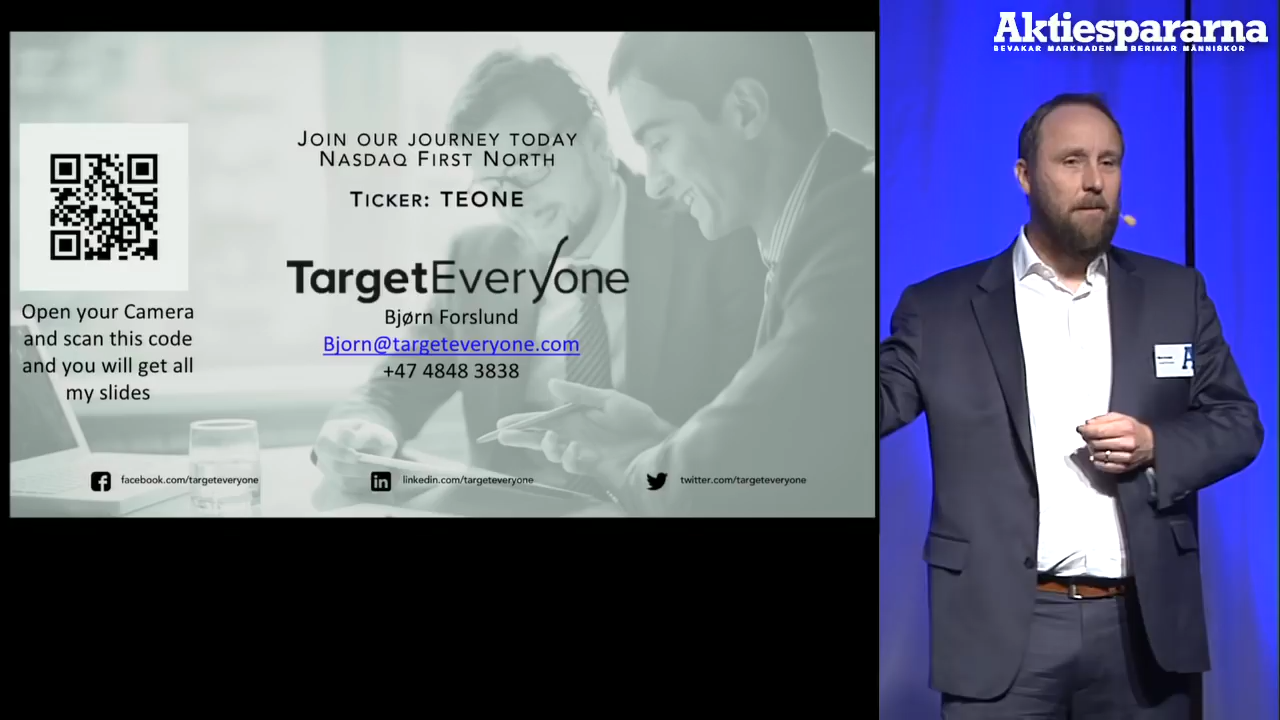 Aktiespararna
BEVAKAR MARKNADEN BERIKAR MÄNNISKOR
JOIN OUR JOURNEY TODAY
NASDAQ FIRST NORTH
TICKER: TEONE
TargetEveryone
Bjørn Forslund
Bjorn@targeteveryone.com
+47 4848 3838
Open your Camera
and scan this code
and you will get all
my slides
facebook.com/targeteveryone
linkedin.com/targeteveryone
twitter.com/targeteveryone
A